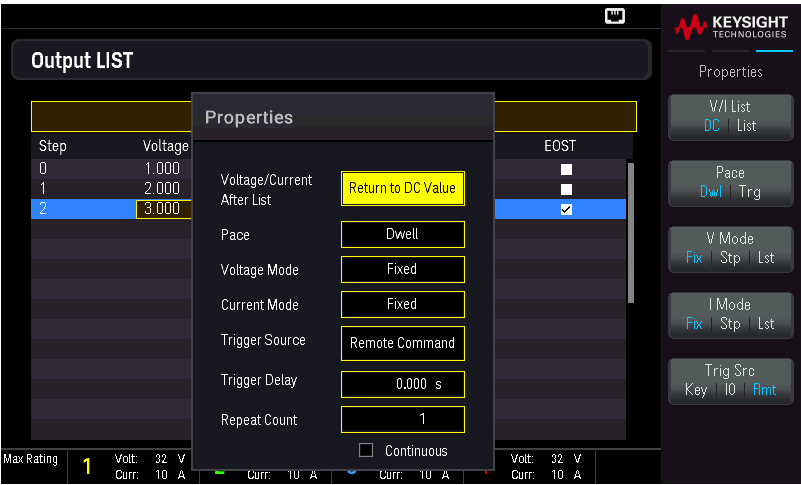 KEYSIGHT
TECHNOLOGIES
Output LIST
Properties
Step Voltage EOST
0 1.000
1 2.000
2 3.000
Properties
Voltage/Current
After List
Return to DC Value
Pace Dwell
Voltage Mode Fixed
Current Mode Fixed
Trigger Source Remote Command
Trigger Delay 0.000 s
Repeat Count 1
Continuous
V/I List
DC | List
Pace
Dwl | Trg
V Mode
Fix | Stp | Lst
I Mode
Fix | Stp | Lst
Trig Src
Key | IO | Rmt
Max Rating 1 Volt: 32 V Volt: 32 V
Curr: 10 A Curr: 10 A Curr: 10 A Curr: 10 A